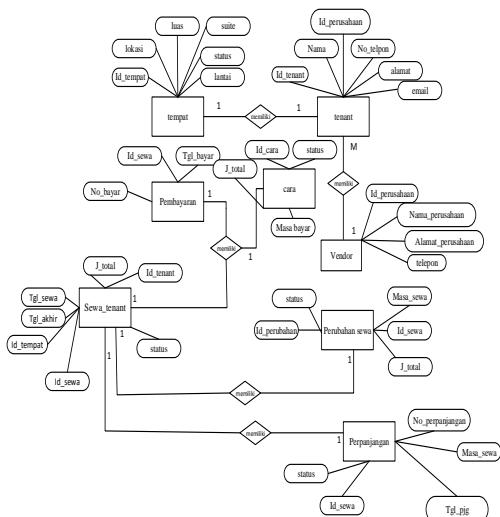 luas
suite
lokasi
status
Id_tempat
lantai
tempat
1
memiliki
1
Id_perusahaan
Nama
No_telpon
Id_tenant
alamat
email
tenant
M
memiliki
1
Id_sewa
Tgl_bayar
No_bayar
Pembayaran
1
Id_cara
status
J_total
cara
Masa bayar
memiliki
1
Id_perusahaan
Nama_perusahaan
Alamat_perusahaan
telepon
Vendor
J_total
Id_tenant
Tgl_sewa
Tgl_akhir
Id_tempat
Id_sewa
status
Sewa_tenant
1
1
1
1
memiliki
1
Masa_sewa
status
Id_perubahan
Perubahan sewa
Id_sewa
J_total
memiliki
1
No_perpanjangan
Perpanjangan
Masa_sewa
status
Id_sewa
Tgl_pjg